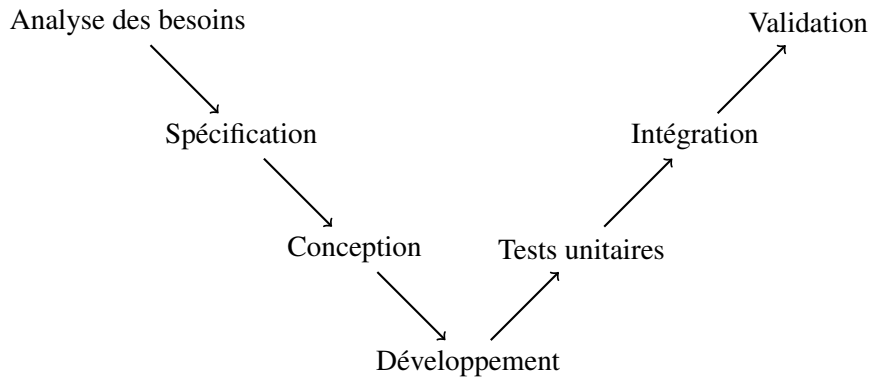 Analyse des besoins
Validation
Spécification
Intégration
Conception
Tests unitaires
Développement